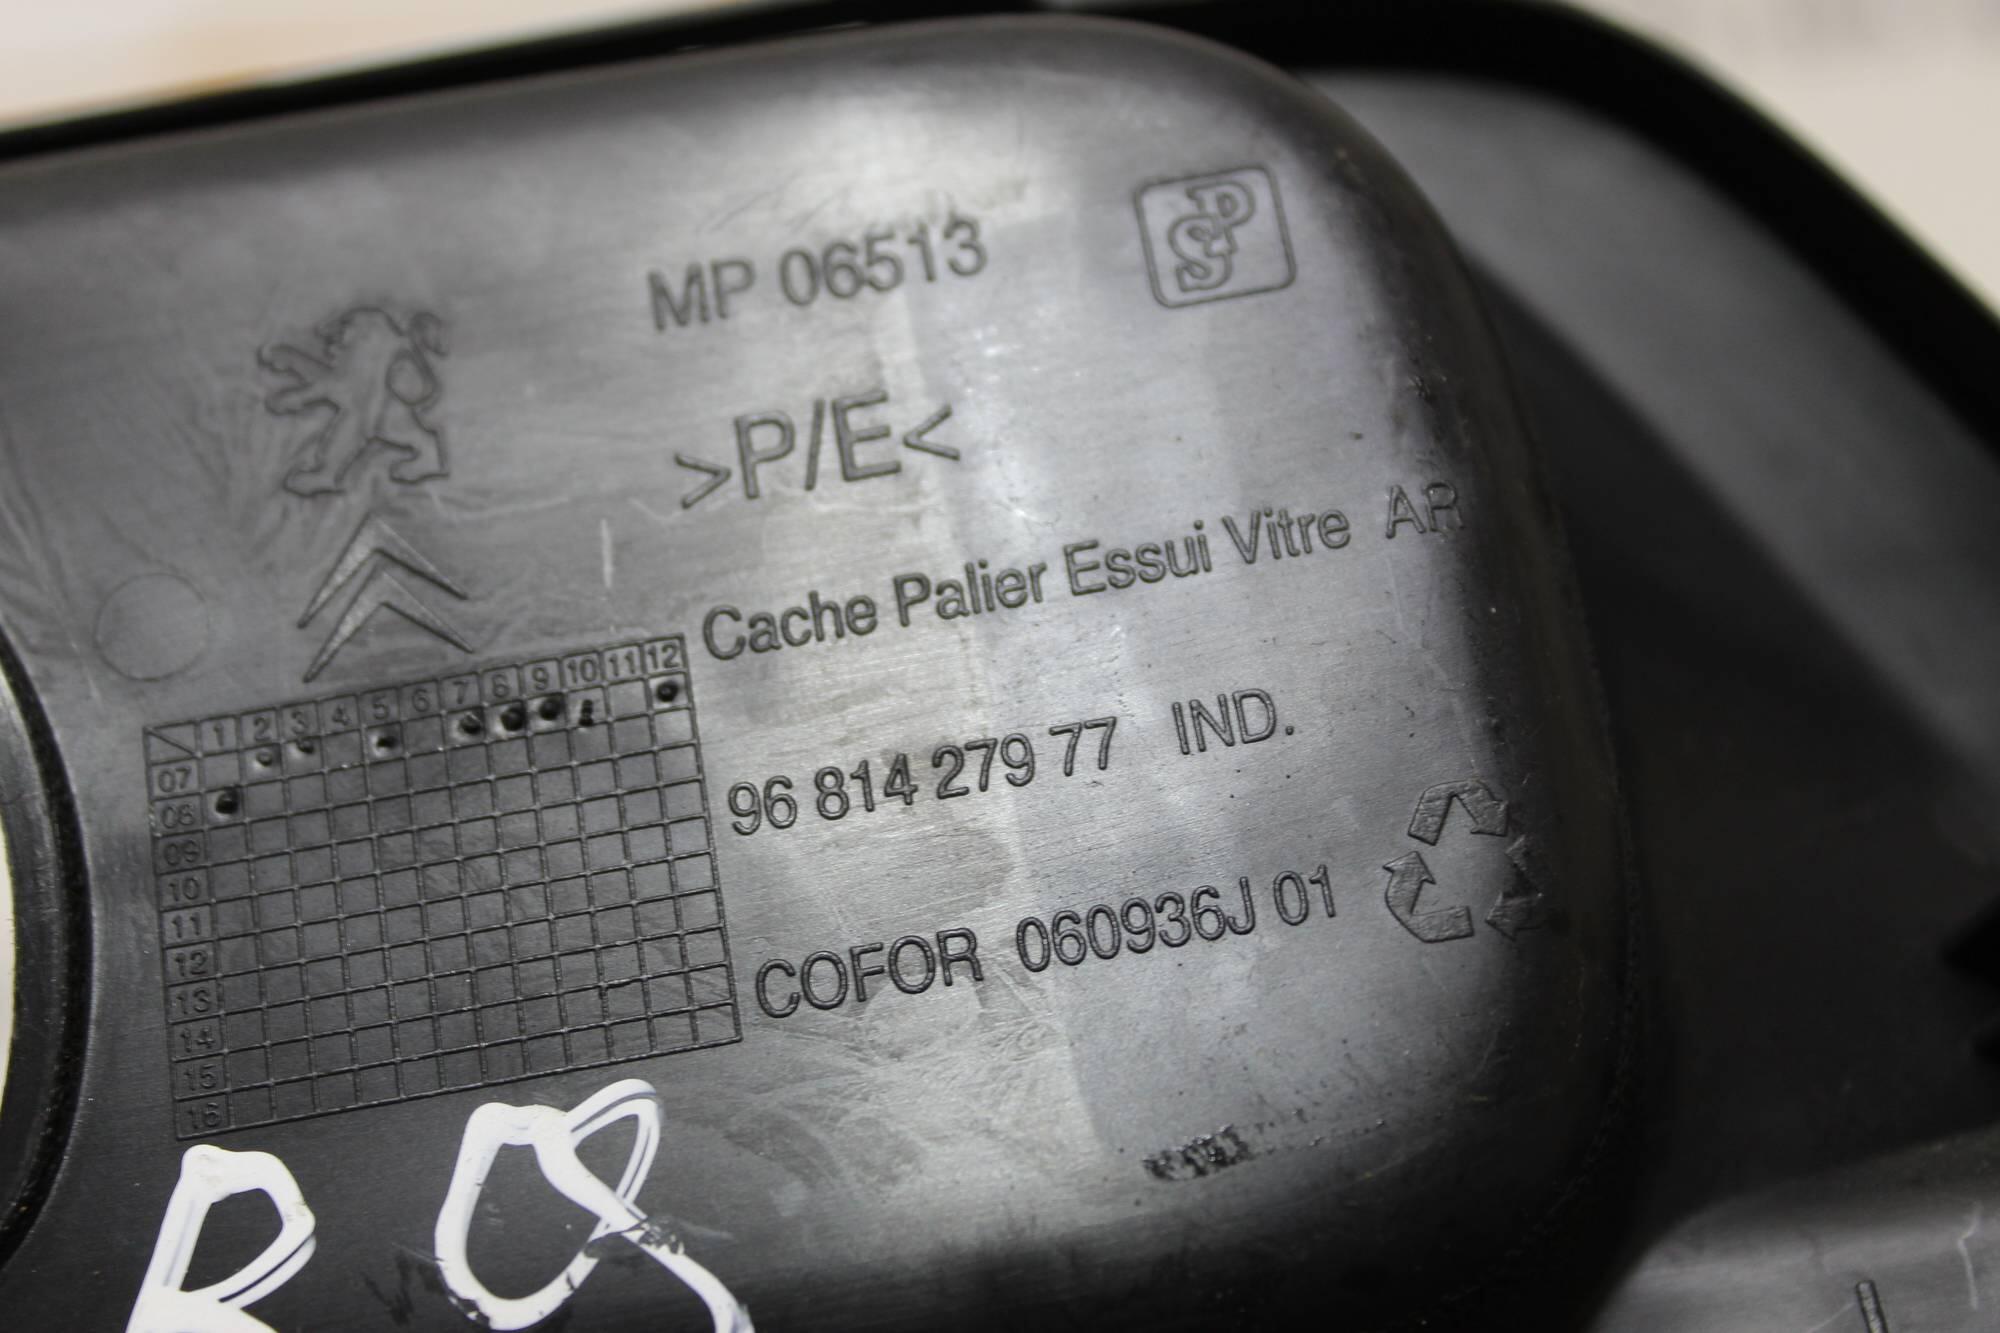 MP 06513
SP
>P/E<
Cache Palier Essui Vitre AR
1 2 3 4 5 6 7 8 9 10 11 12
07
08
09
10
11
12
13
14
15
16
96 814 279 77 IND.
COFOR 060936J 01